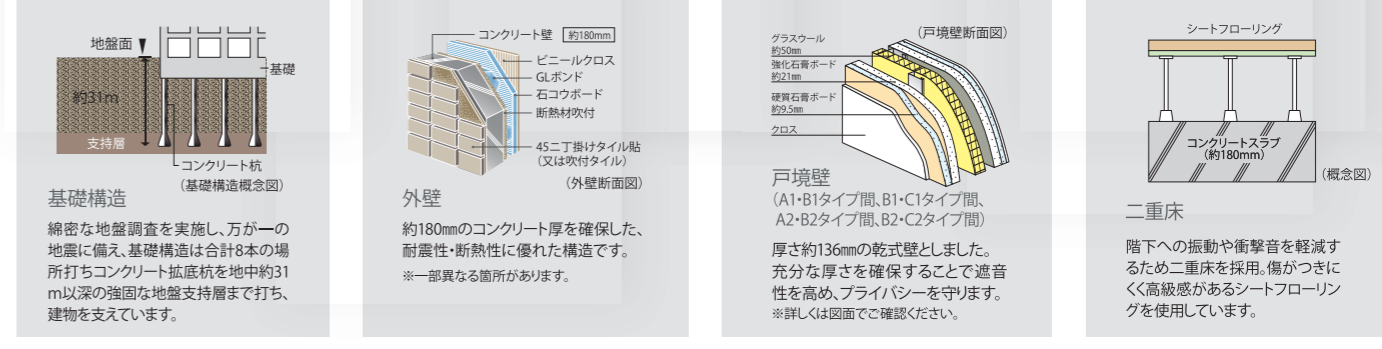 地盤面
基礎
約31m
支持層
コンクリート杭
（基礎構造概念図）
基礎構造
綿密な地盤調査を実施し、万が一の
地震に備え、基礎構造は合計8本の場
所打ちコンクリート拡底杭を地中約31
m以深の強固な地盤支持層まで打ち、
建物を支えています。
コンクリート壁 約180mm
ビニールクロス
GLボンド
石コウボード
断熱材吹付
45二丁掛けタイル貼
（又は吹付タイル）
（外壁断面図）
外壁
約180㎜のコンクリート厚を確保した、
耐震性・断熱性に優れた構造です。
※一部異なる箇所があります。
（戸境壁断面図）
グラスウール
約50㎜
強化石膏ボード
約21㎜
硬質石膏ボード
約9.5㎜
クロス
戸境壁
（A1・B1タイプ間、B1・C1タイプ間、
A2・B2タイプ間、B2・C2タイプ間）
厚さ約136㎜の乾式壁としました。
充分な厚さを確保することで遮音
性を高め、プライバシーを守ります。
※詳しくは図面でご確認ください。
シートフローリング
コンクリートスラブ
（約180mm）
（概念図）
二重床
階下への振動や衝撃音を軽減す
るため二重床を採用。傷がつきに
くく高級感があるシートフローリン
グを使用しています。